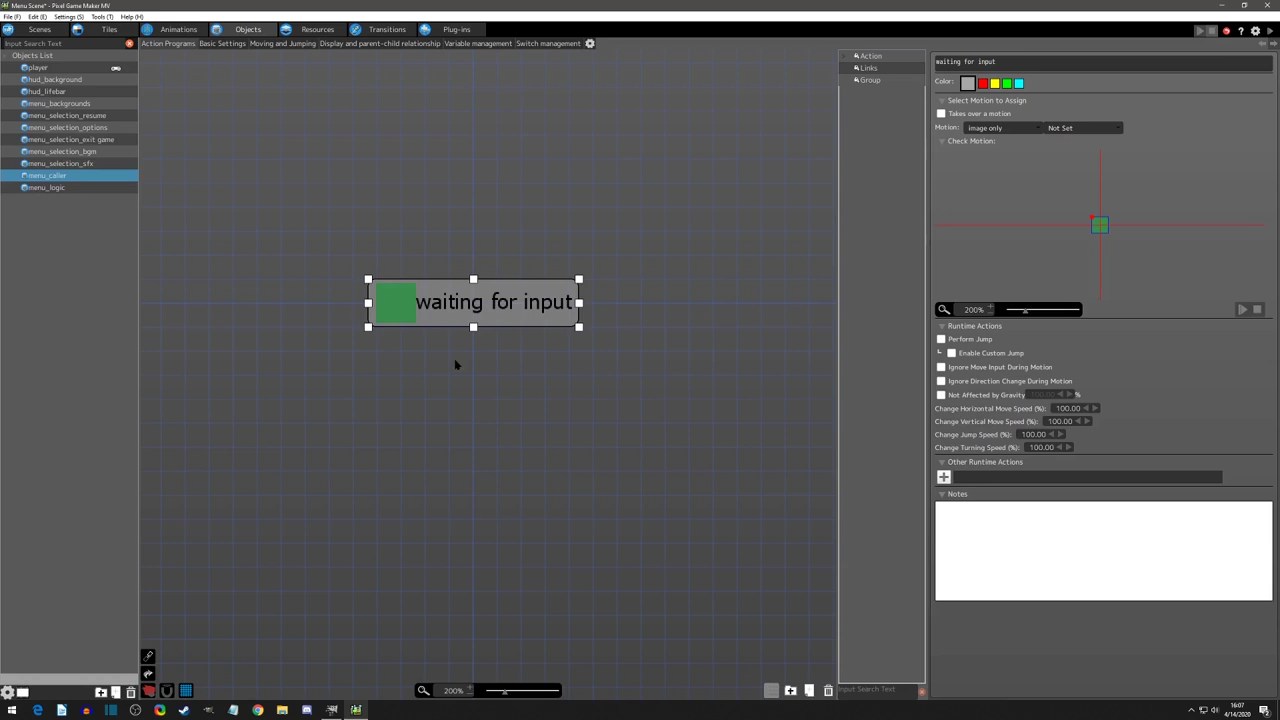 Menu Scene* - Pixel Game Maker MV
File (F) Edit (E) Settings (S) Tools (T) Help (H)
Scenes Tiles Animations Objects Resources Transitions Plug-ins
Input Search Text Action Programs Basic Settings Moving and Jumping Display and parent-child relationship Variable management Switch management
Objects List
player
hud_background
hud_lifebar
menu_backgrounds
menu_selection_resume
menu_selection_options
menu_selection_exit game
menu_selection_bgm
menu_selection_sfx
menu_caller
menu_logic
waiting for input
200%
Action
Links
Group
Input Search Text
waiting for input
Color:
Select Motion to Assign
Takes over a motion
Motion: image only Not Set
Check Motion:
200%
Runtime Actions
Perform Jump
Enable Custom Jump
Ignore Move Input During Motion
Ignore Direction Change During Motion
Not Affected by Gravity 100.00 %
Change Horizontal Move Speed (%): 100.00
Change Vertical Move Speed (%): 100.00
Change Jump Speed (%): 100.00
Change Turning Speed (%): 100.00
Other Runtime Actions
Notes
16:07
4/14/2020